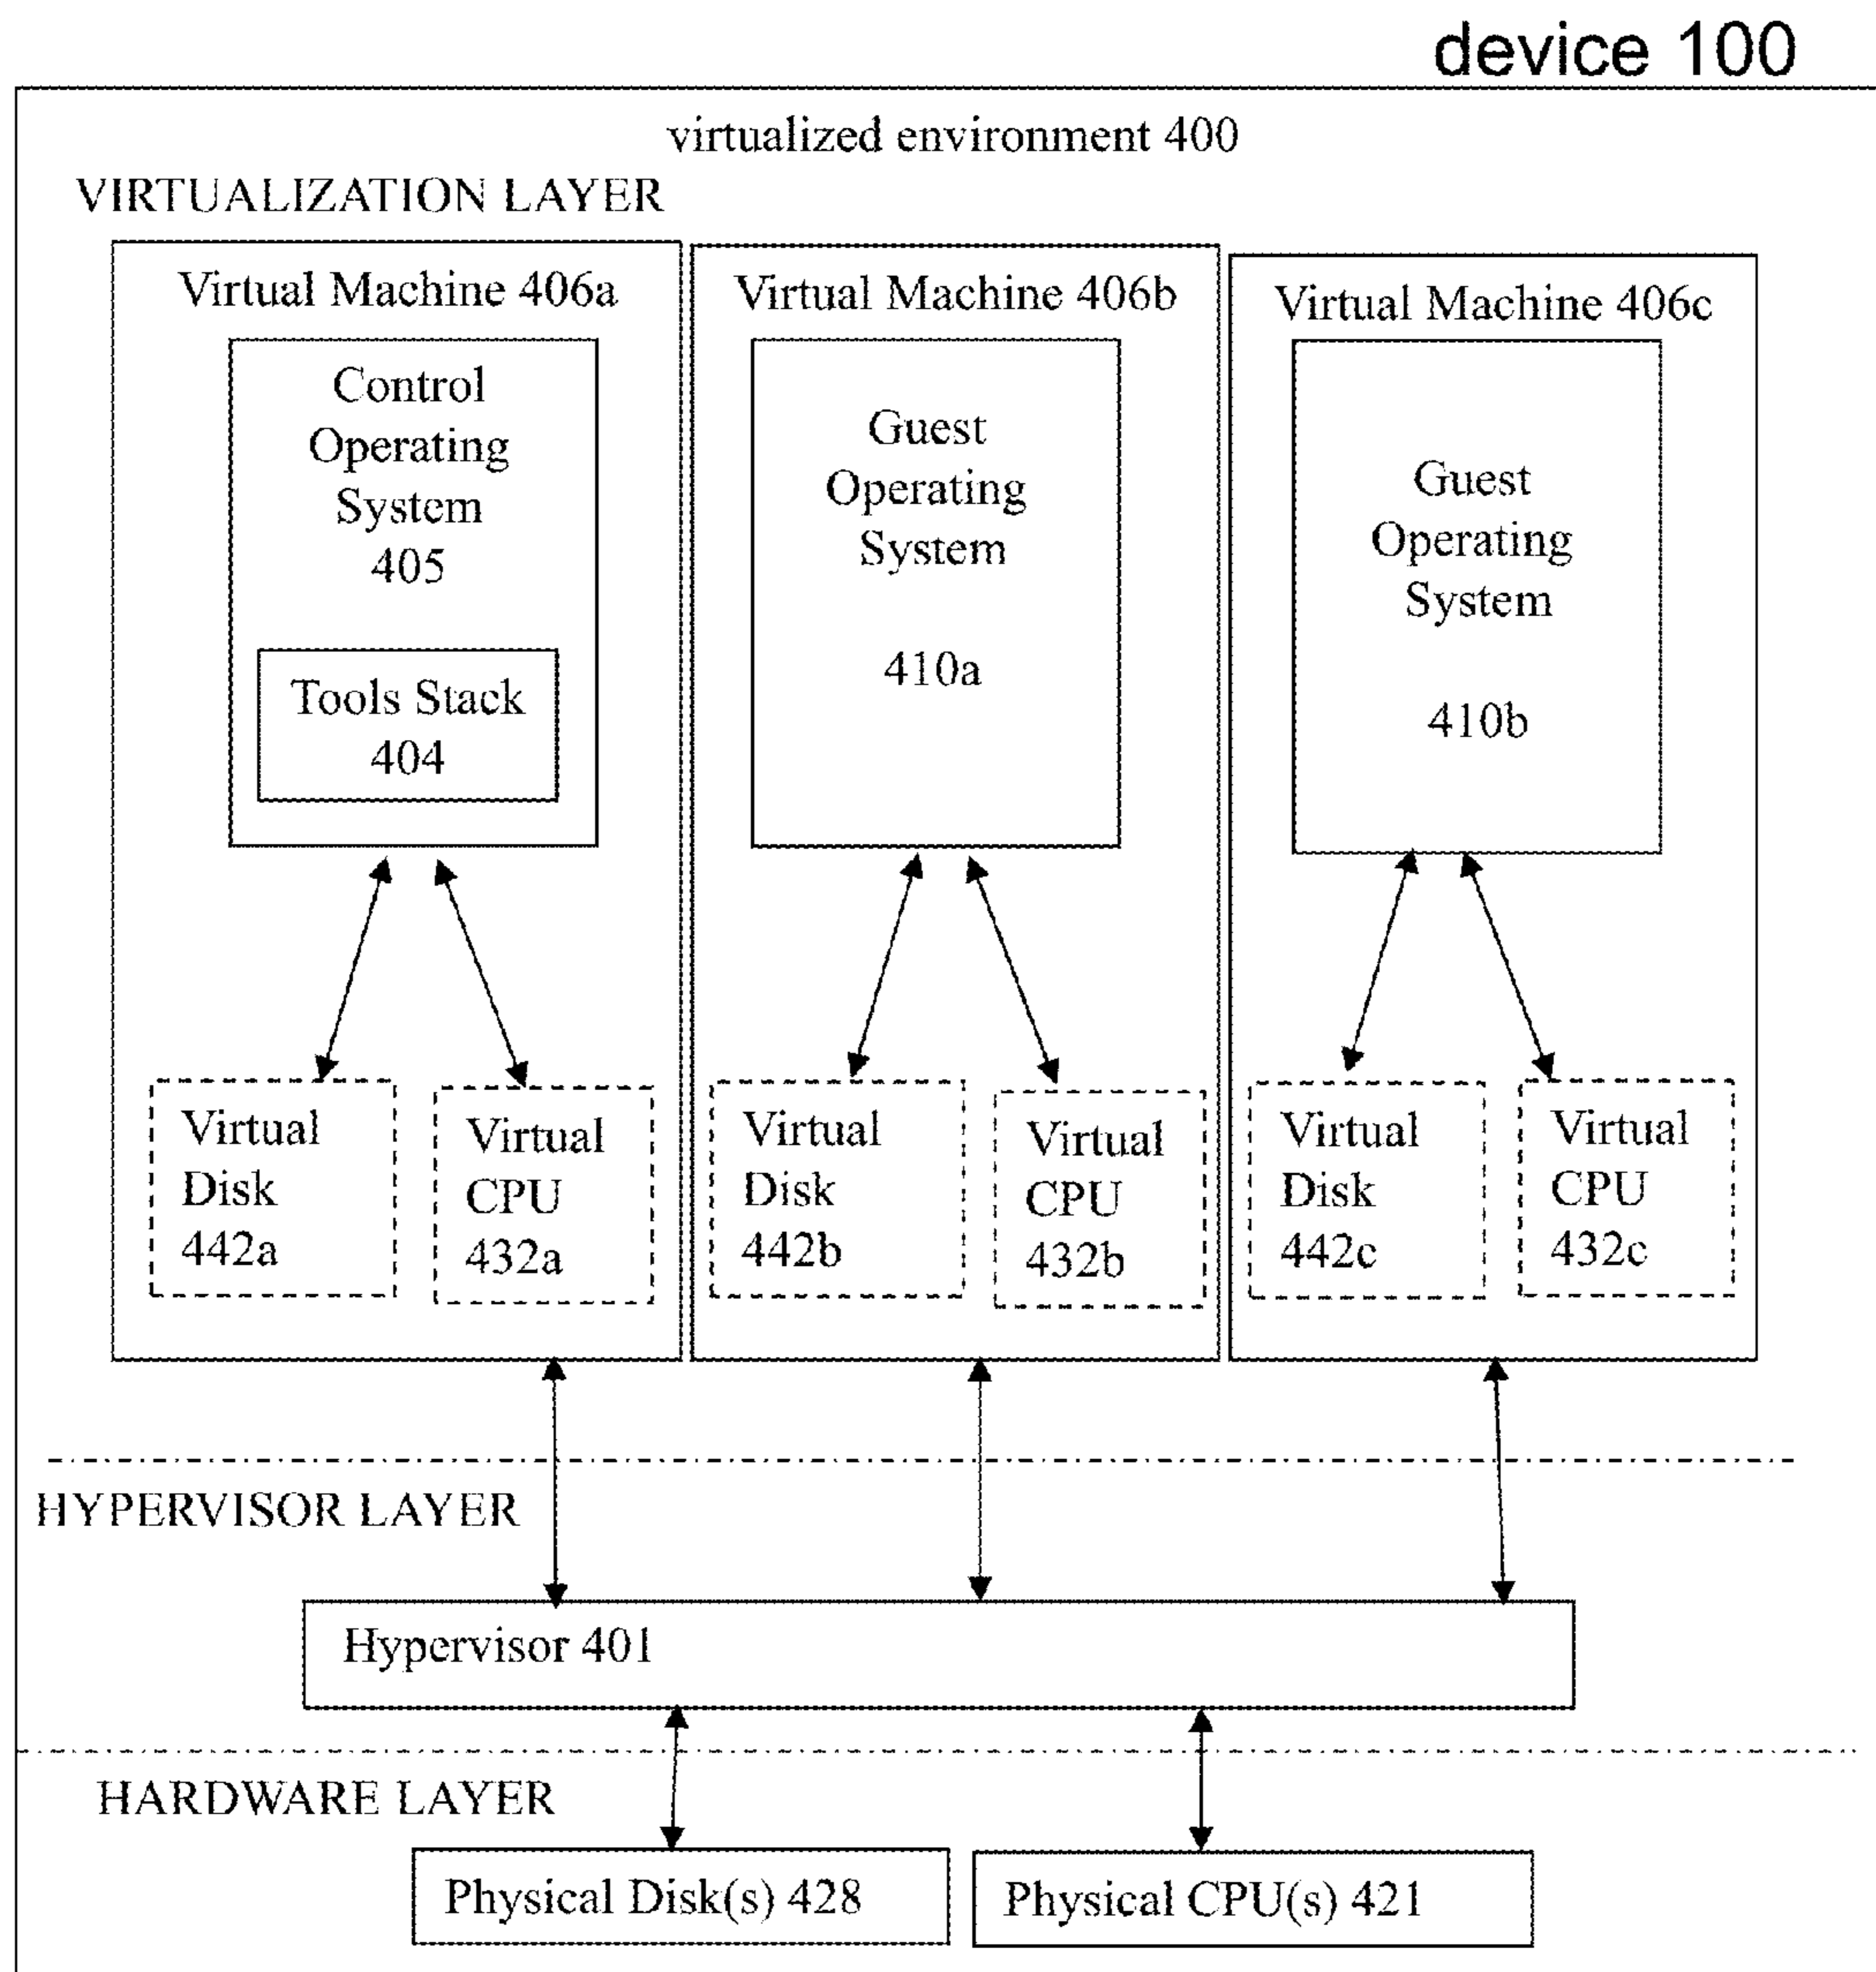 device 100
virtualized environment 400
VIRTUALIZATION LAYER
Virtual Machine 406a
Control
Operating
System
405
Tools Stack
404
Virtual
Disk
442a
Virtual
CPU
432a
Virtual Machine 406b
Guest
Operating
System
410a
Virtual
Disk
442b
Virtual
CPU
432b
Virtual Machine 406c
Guest
Operating
System
410b
Virtual
Disk
442c
Virtual
CPU
432c
HYPERVISOR LAYER
Hypervisor 401
HARDWARE LAYER
Physical Disk(s) 428
Physical CPU(s) 421